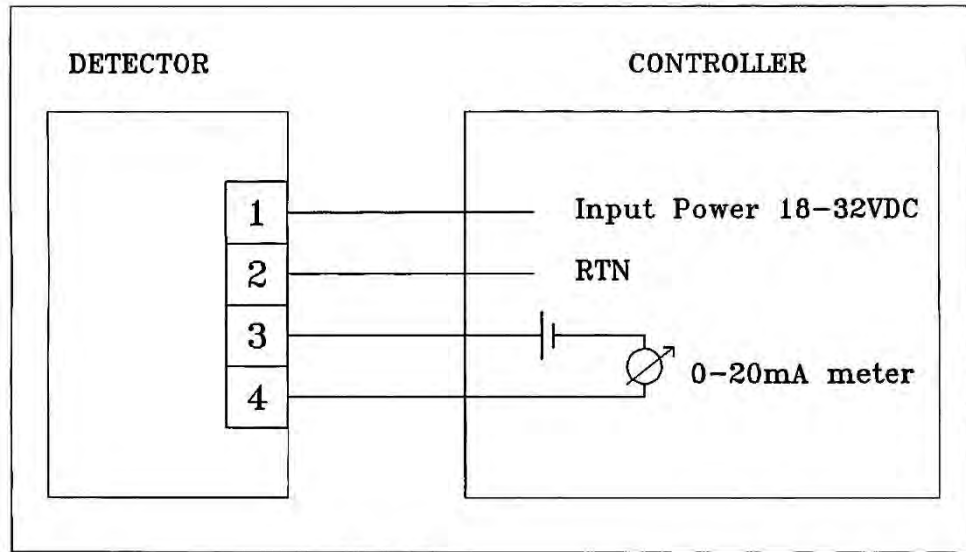 DETECTOR
CONTROLLER
1
Input Power 18-32VDC
2
RTN
3
4
0-20mA meter